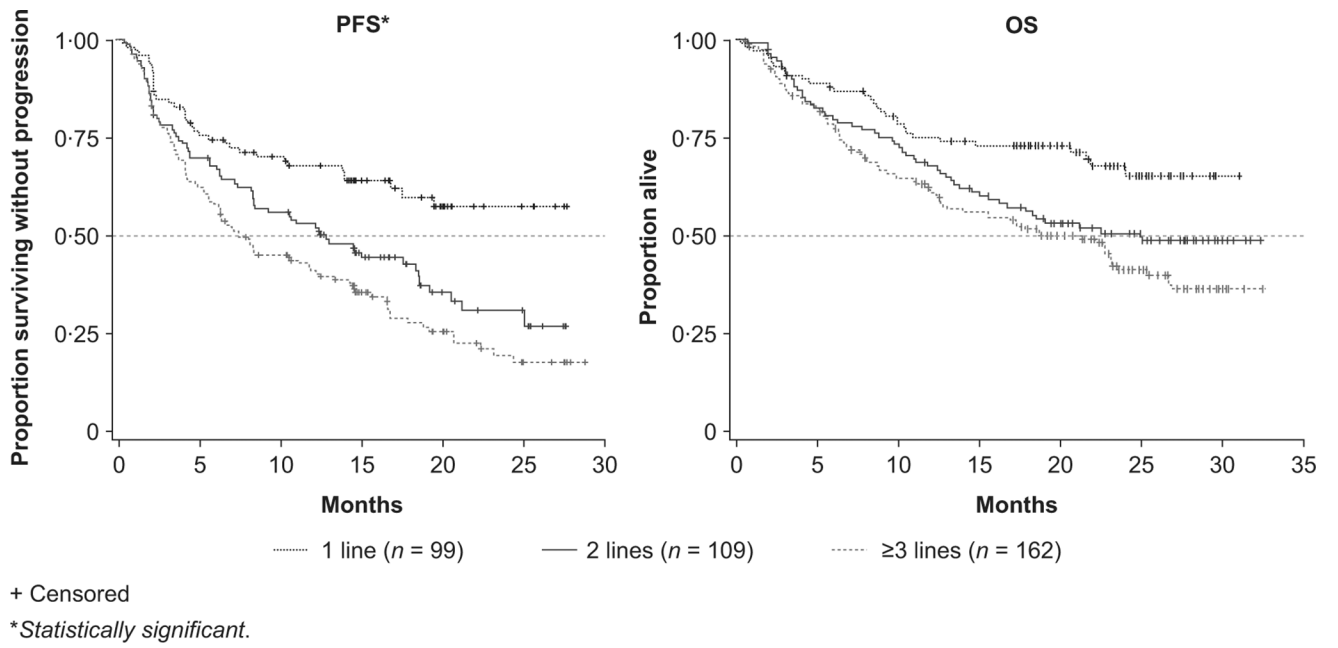 PFS*
Proportion surviving without progression
1·00
0·75
0·50
0·25
0
0 5 10 15 20 25 30
Months
OS
Proportion alive
1·00
0·75
0·50
0·25
0
0 5 10 15 20 25 30 35
Months
1 line (n = 99)
2 lines (n = 109)
≥3 lines (n = 162)
+ Censored
*Statistically significant.